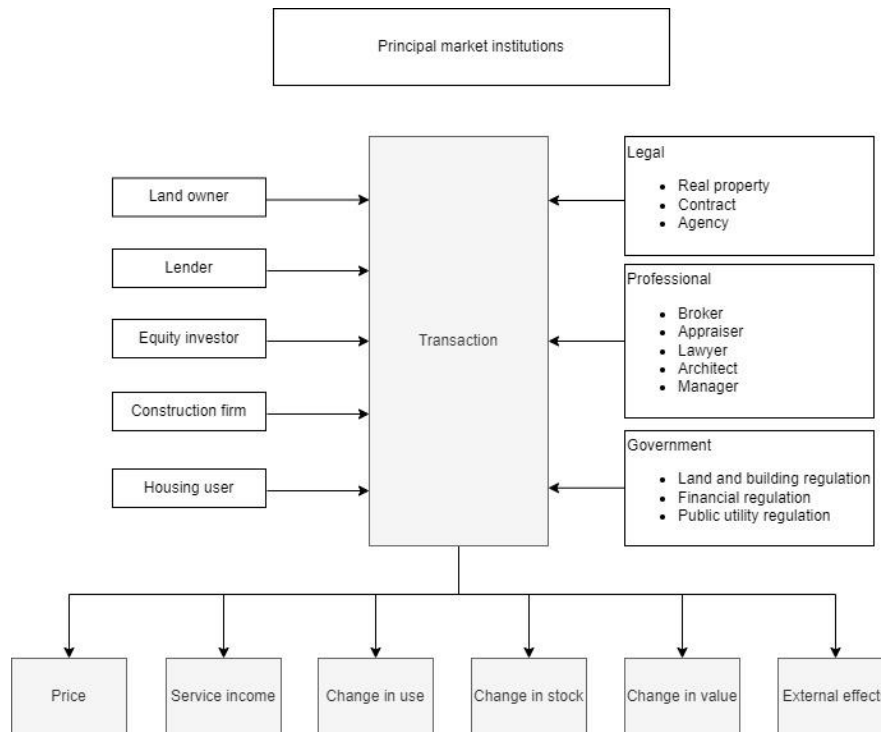 Principal market institutions
Land owner
Lender
Equity investor
Construction firm
Housing user
Transaction
Legal
• Real property
• Contract
• Agency
Professional
• Broker
• Appraiser
• Lawyer
• Architect
• Manager
Government
• Land and building regulation
• Financial regulation
• Public utility regulation
Price
Service income
Change in use
Change in stock
Change in value
External effects